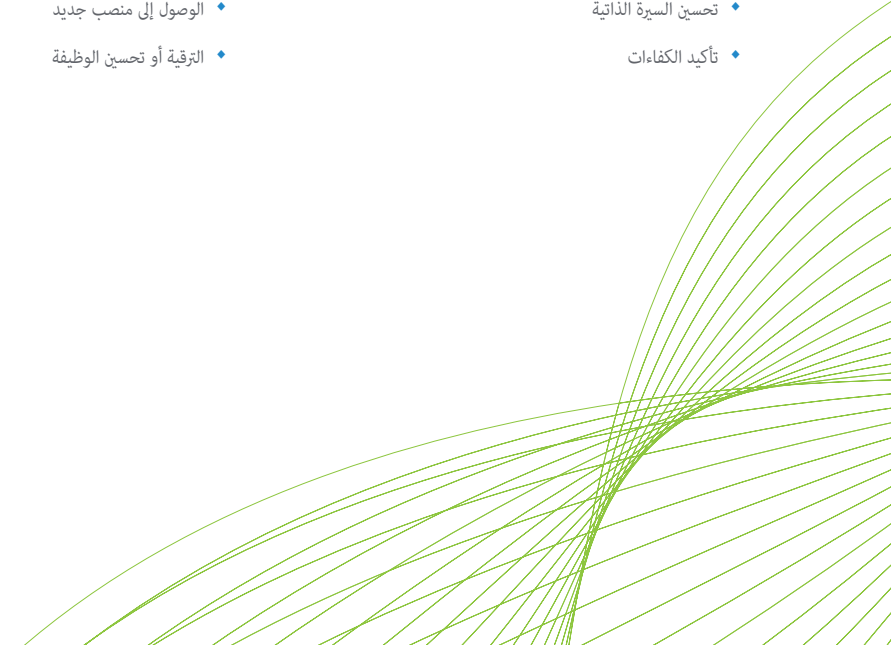 تحسين السيرة الذاتية
تأكيد الكفاءات
الوصول إلى منصب جديد
الترقية أو تحسين الوظيفة